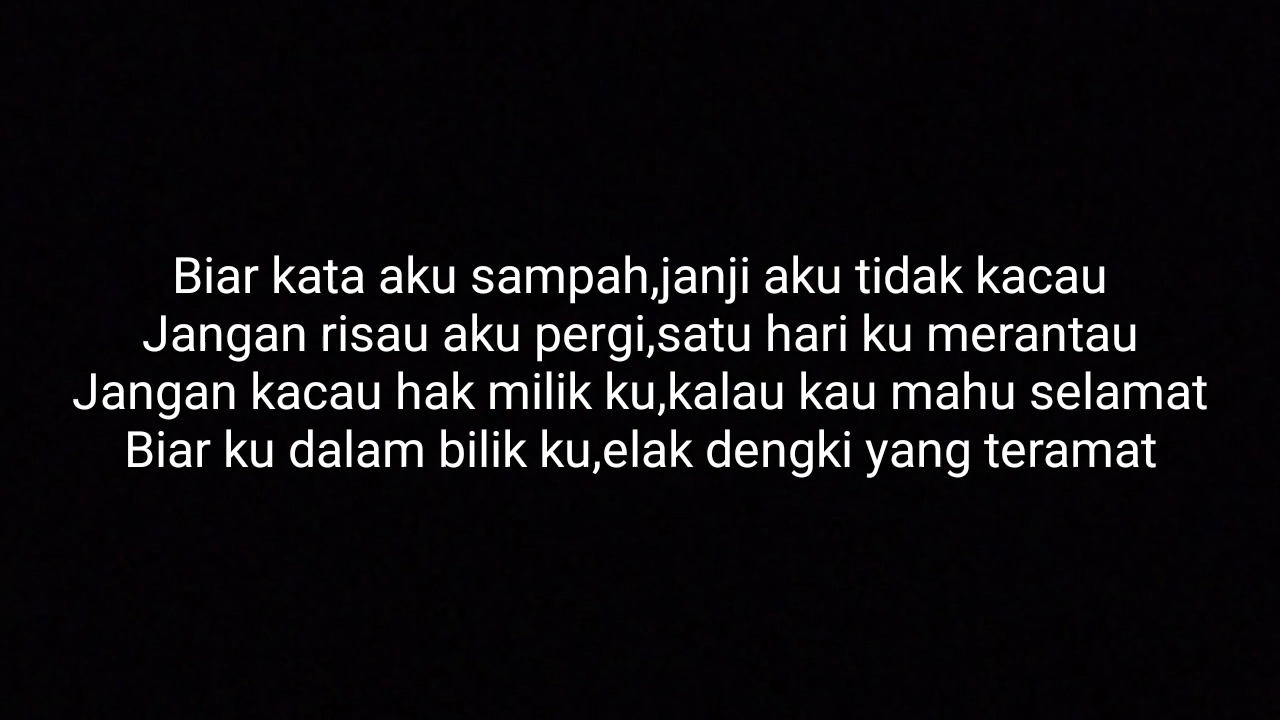 Biar kata aku sampah,janji aku tidak kacau
Jangan risau aku pergi,satu hari ku merantau
Jangan kacau hak milik ku,kalau kau mahu selamat
Biar ku dalam bilik ku,elak dengki yang teramat